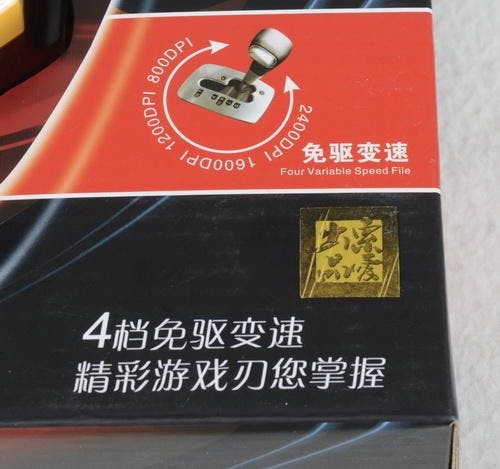 800DPI
1200DPI
1600DPI
2400DPI
免驱变速
Four Variable Speed File
4档免驱变速
精彩游戏刃您掌握